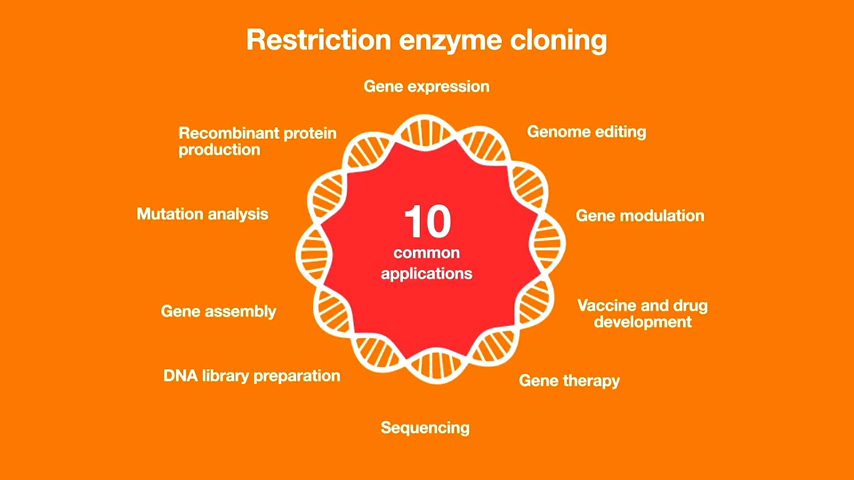 Restriction enzyme cloning
Gene expression
Genome editing
Gene modulation
Vaccine and drug
development
Gene therapy
Sequencing
DNA library preparation
Gene assembly
Mutation analysis
Recombinant protein
production
10
common
applications